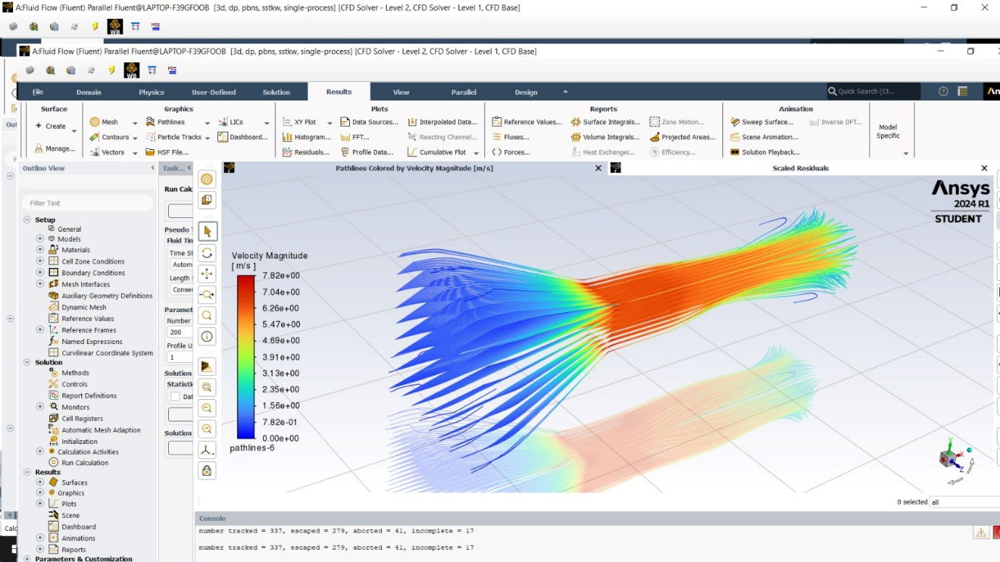 A:Fluid Flow (Fluent) Parallel Fluent@LAPTOP-F39GFOOB [3d, dp, pbns, sstkw, single-process] [CFD Solver - Level 2, CFD Solver - Level 1, CFD Base]
WB
A:Fluid Flow (Fluent) Parallel Fluent@LAPTOP-F39GFOOB [3d, dp, pbns, sstkw, single-process] [CFD Solver - Level 2, CFD Solver - Level 1, CFD Base]
WB
File Domain Physics User-Defined Solution Results View Parallel Design Quick Search (Ct... An
Surface Graphics Plots Reports Animation
+ Create Mesh Pathlines LICs XY Plot Data Sources... Interpolated Data... Reference Values... Surface Integrals... Zone Motion... Sweep Surface... Inverse DFT... Model
Contours Particle Tracks Dashboard... Histogram... FFT... Reacting Channel... Fluxes... Volume Integrals... Projected Areas... Scene Animation... Specific
Manage... Vectors HSF File... Residuals... Profile Data... Cumulative Plot Forces... Heat Exchanger... Efficiency... Solution Playback...
Out
Outline View Task... Pathlines Colored by Velocity Magnitude [m/s] Scaled Residuals
Filter Text
Setup
General
Models
Materials
Cell Zone Conditions
Boundary Conditions
Mesh Interfaces
Auxiliary Geometry Definitions
Dynamic Mesh
Reference Values
Reference Frames
Named Expressions
Curvilinear Coordinate System
Solution
Methods
Controls
Report Definitions
Monitors
Cell Registers
Automatic Mesh Adaption
Initialization
Calculation Activities
Run Calculation
Results
Surfaces
Graphics
Plots
Scene
Dashboard
Animations
Reports
Parameters & Customization
Calc
Run Calc
Pseudo T
Fluid Tim
Time St
Autom
Length S
Conser
Paramet
Number
200
Profile U
1
Solution
Statistic
Dat
Solution
Ansys
2024 R1
STUDENT
Velocity Magnitude
[ m/s ]
7.82e+00
7.04e+00
6.26e+00
5.47e+00
4.69e+00
3.91e+00
3.13e+00
2.35e+00
1.56e+00
7.82e-01
0.00e+00
pathlines-6
Y
X
Z
0 selected all
Console
number tracked = 337, escaped = 279, aborted = 41, incomplete = 17
number tracked = 337, escaped = 279, aborted = 41, incomplete = 17